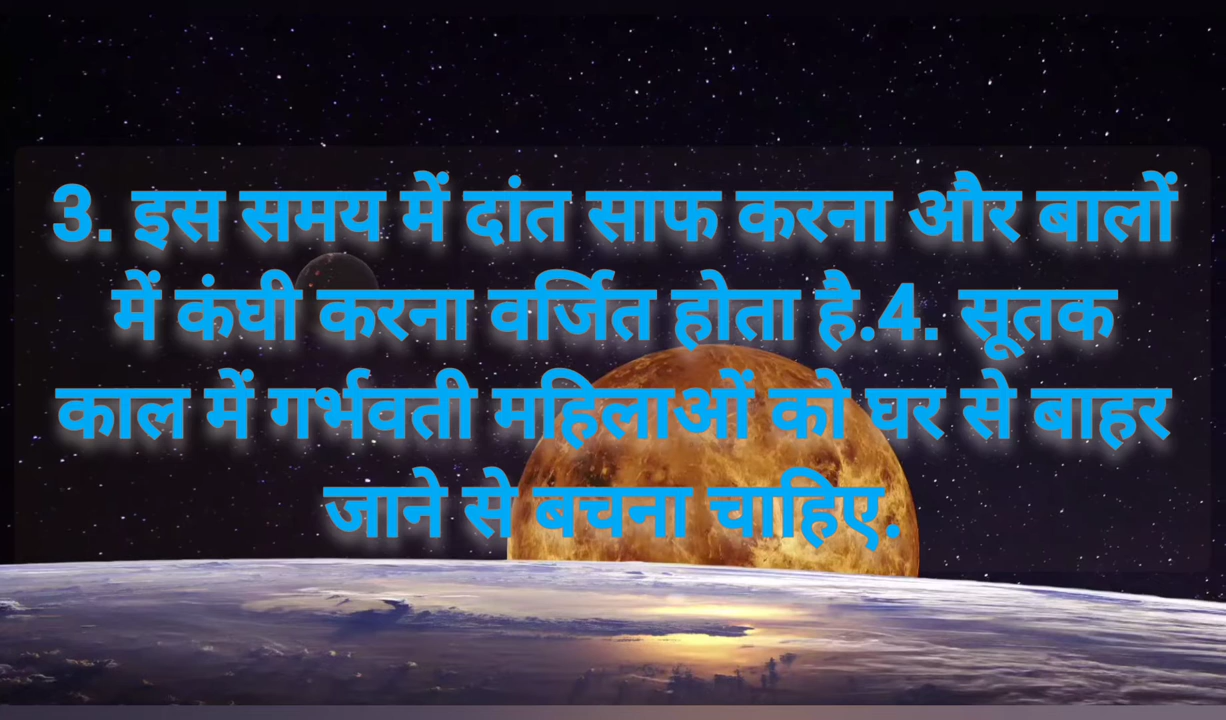 3. इस समय में दांत साफ करना और बालों
में कंघी करना वर्जित होता है.4. सूतक
काल में गर्भवती महिलाओं को घर से बाहर
जाने से बचना चाहिए.